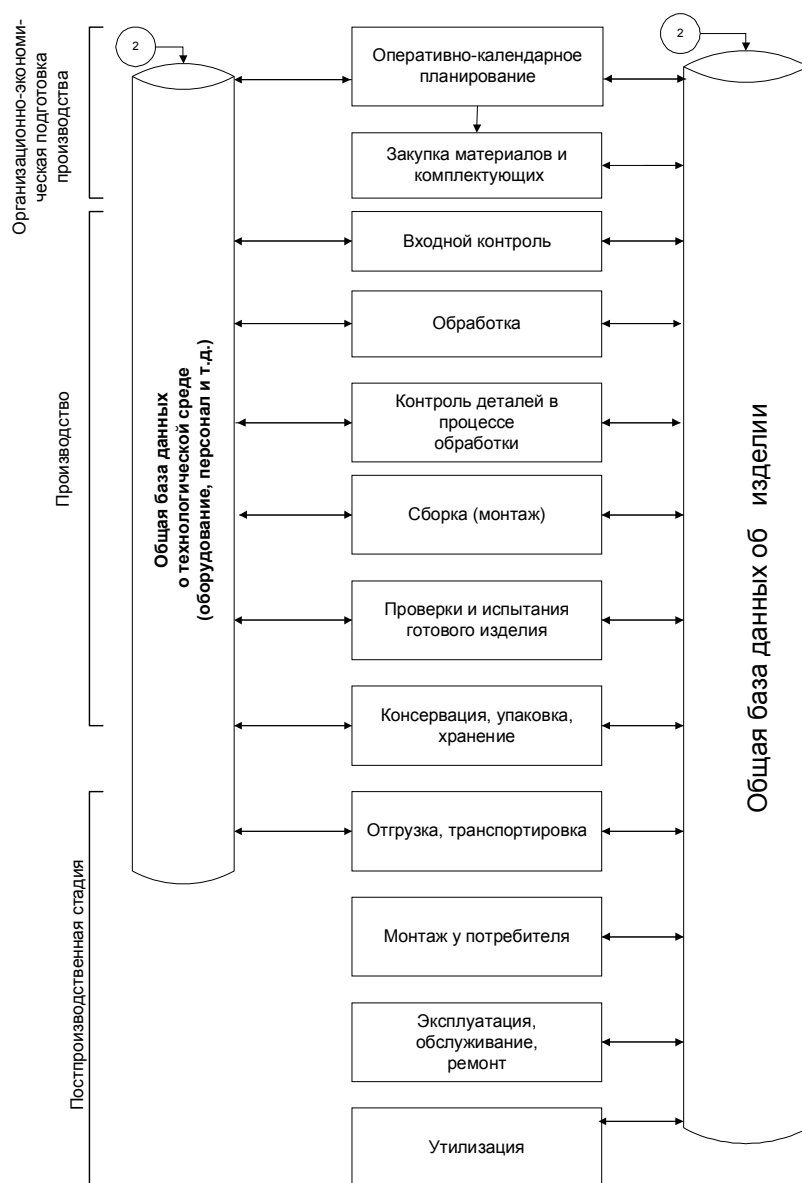 Организационно-экономи-
ческая подготовка
производства
2
2
Оперативно-календарное
планирование
Закупка материалов и
комплектующих
Производство
Входной контроль
Обработка
Контроль деталей в
процессе
обработки
Сборка (монтаж)
Проверки и испытания
готового изделия
Консервация, упаковка,
хранение
Общая база данных
о технологической среде
(оборудование, персонал и т.д.)
Общая база данных об изделии
Постпроизводственная стадия
Отгрузка, транспортировка
Монтаж у потребителя
Эксплуатация,
обслуживание,
ремонт
Утилизация